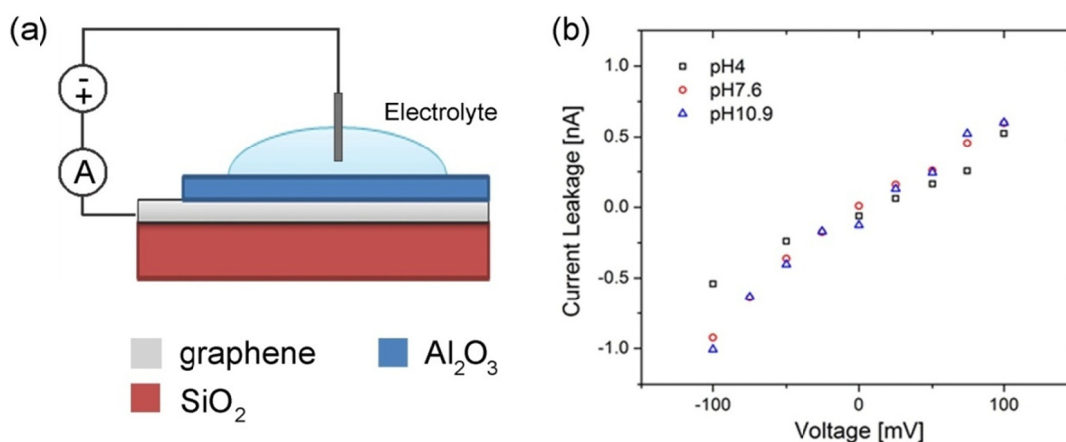 (a)
-
+
A
Electrolyte
graphene
Al₂O₃
SiO₂
(b)
Current Leakage [nA]
1.0
0.5
0.0
-0.5
-1.0
pH4
pH7.6
pH10.9
-100
0
100
Voltage [mV]